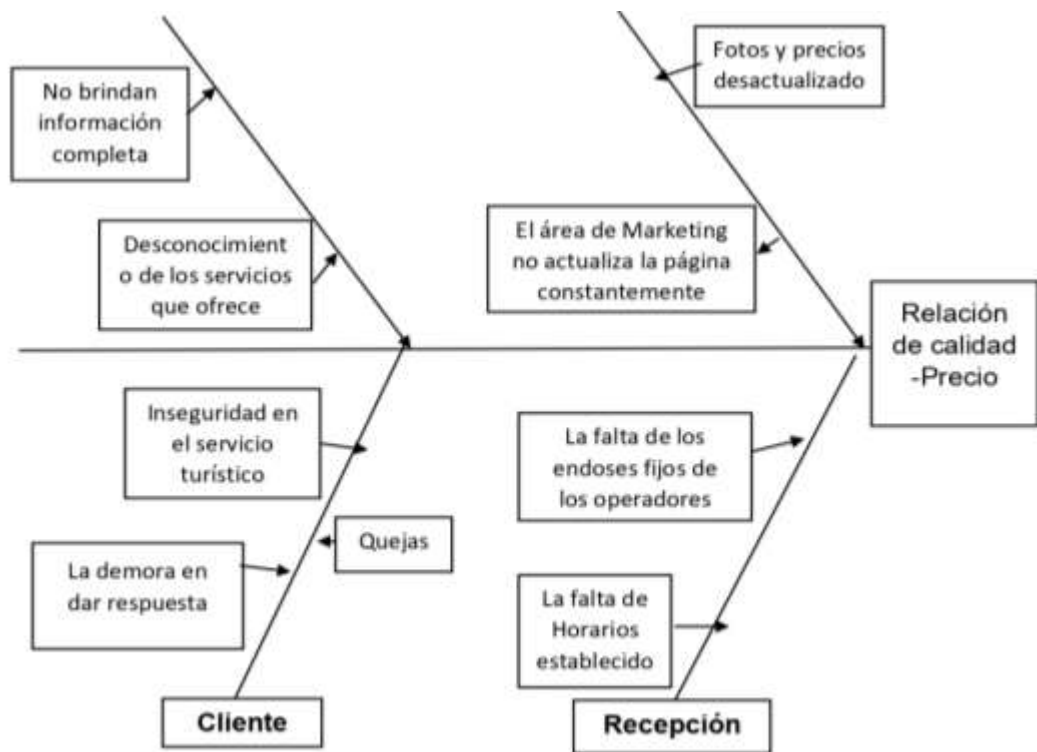 No brindan
información
completa
Fotos y precios
desactualizado
Desconocimient
o de los servicios
que ofrece
El área de Marketing
no actualiza la página
constantemente
Relación
de calidad
-Precio
Inseguridad en
el servicio
turístico
La falta de los
endoses fijos de
los operadores
Quejas
La demora en
dar respuesta
La falta de
Horarios
establecido
Cliente
Recepción